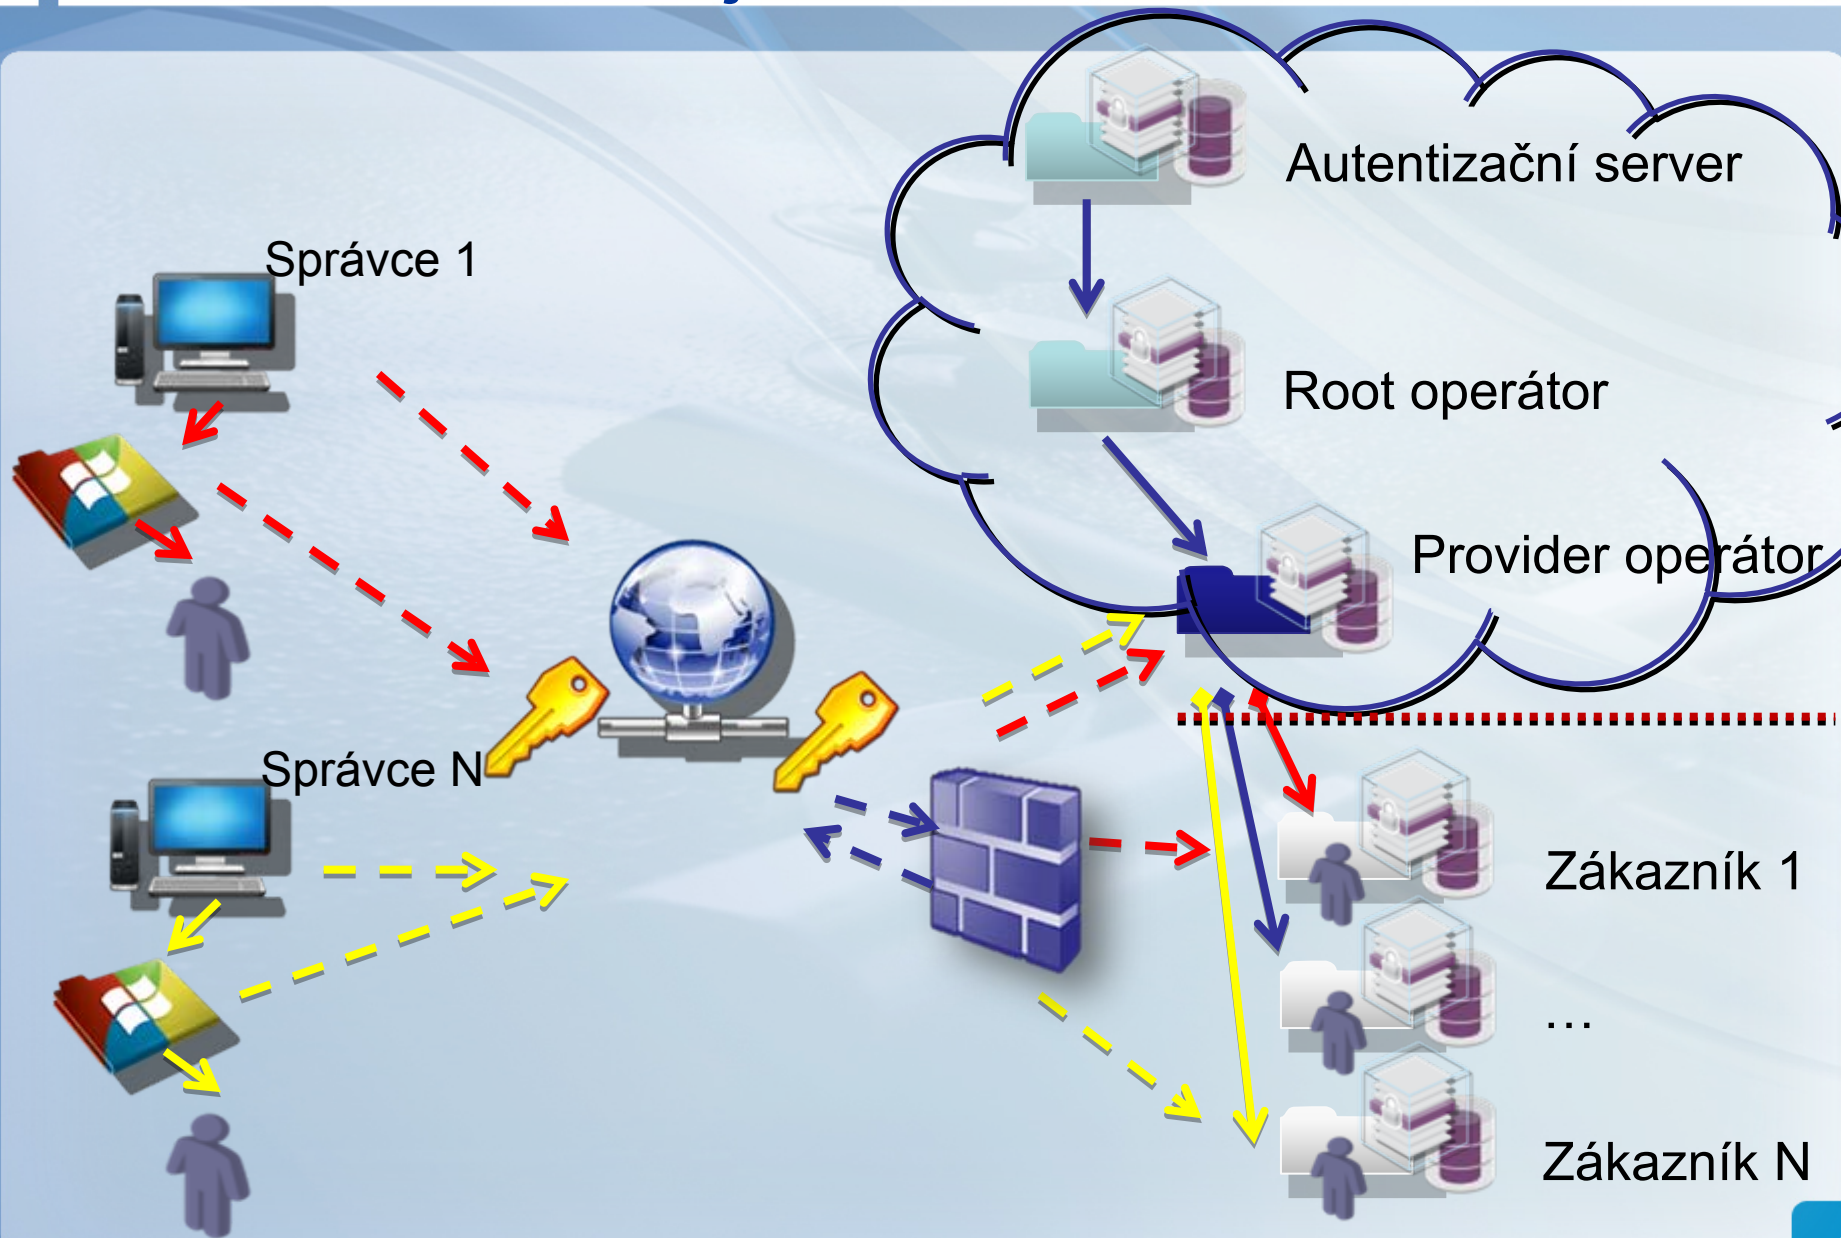 Autentizační server
Správce 1
Root operátor
Provider operátor
Správce N
Zákazník 1
...
Zákazník N